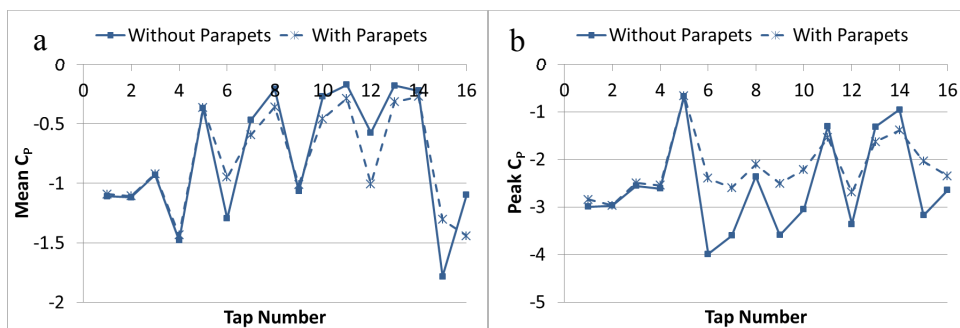 a
Without Parapets
With Parapets
0
0 2 4 6 8 10 12 14 16
-0.5
-1
-1.5
-2
Mean CP
Tap Number
b
Without Parapets
With Parapets
0
0 2 4 6 8 10 12 14 16
-1
-2
-3
-4
-5
Peak CP
Tap Number